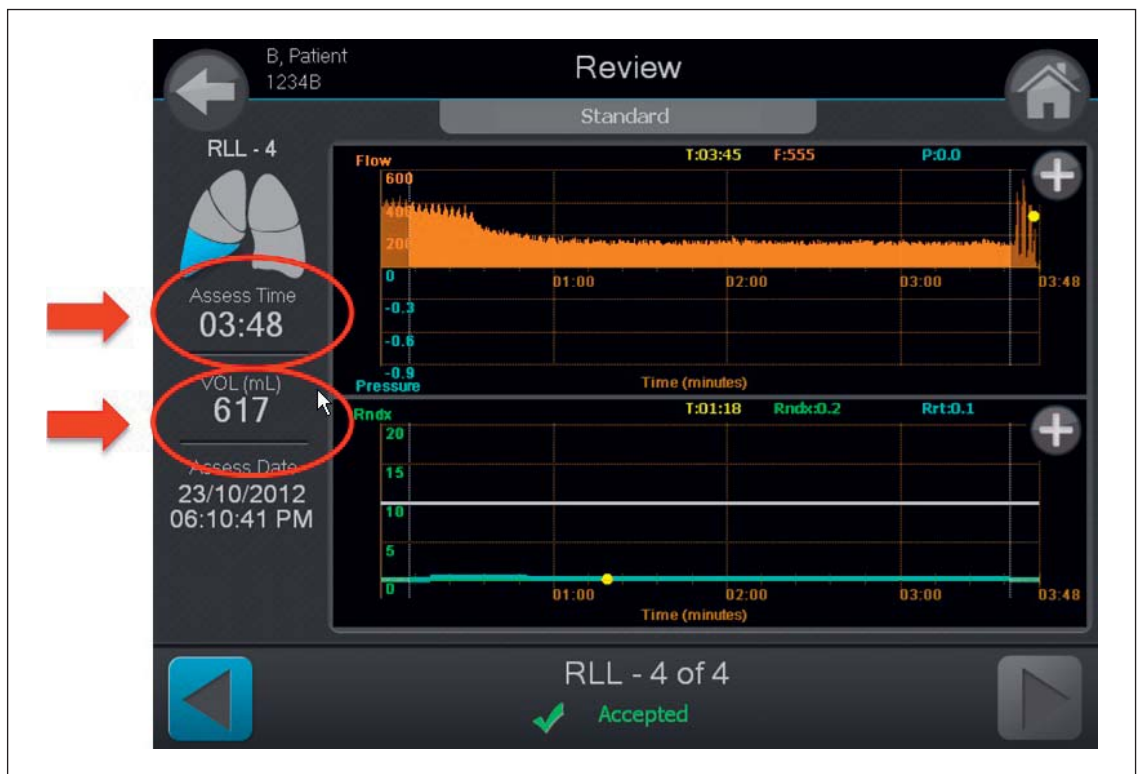 B, Patient
1234B
Review
Standard
RLL - 4
Assess Time
03:48
VOL (mL)
617
Assess Date
23/10/2012
06:10:41 PM
Flow
T:03:45 F:555 P:0.0
600
400
200
0
-0.3
-0.6
-0.9
01:00 02:00 03:00 03:48
Pressure
Time (minutes)
Rndx
T:01:18 Rndx:0.2 Rrt:0.1
20
15
10
5
0
01:00 02:00 03:00 03:48
Time (minutes)
RLL - 4 of 4
Accepted